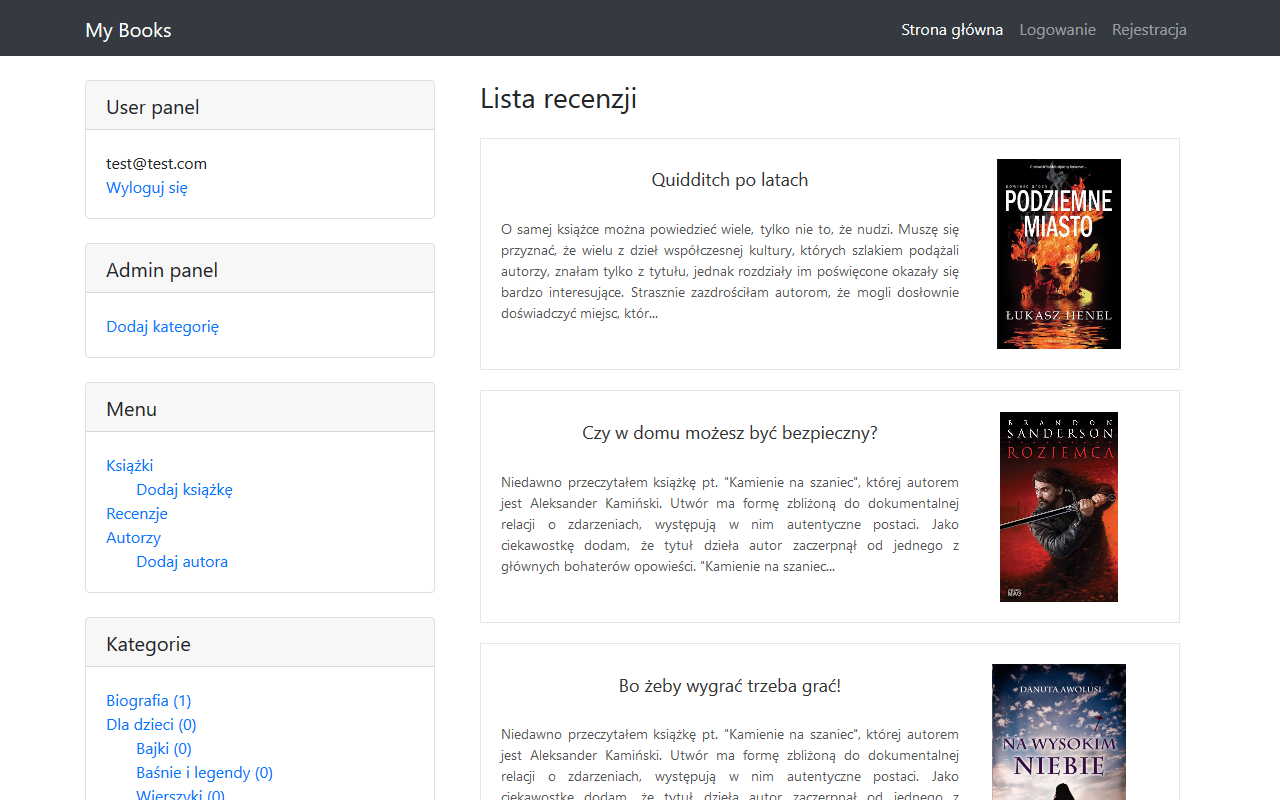 My Books
Strona główna
Logowanie
Rejestracja
User panel
test@test.com
Wyloguj się
Admin panel
Dodaj kategorię
Menu
Książki
Dodaj książkę
Recenzje
Autorzy
Dodaj autora
Kategorie
Biografia (1)
Dla dzieci (0)
Bajki (0)
Baśnie i legendy (0)
Wierszyki (0)
Lista recenzji
Quidditch po latach
O samej książce można powiedzieć wiele, tylko nie to, że nudzi. Muszę się
przyznać, że wielu z dzieł współczesnej kultury, których szlakiem podążali
autorzy, znałam tylko z tytułu, jednak rozdziały im poświęcone okazały się
bardzo interesujące. Strasznie zazdrościłam autorom, że mogli dosłownie
doświadczyć miejsc, któr...
PODZIEMNE
MIASTO
ŁUKASZ HENEL
Czy w domu możesz być bezpieczny?
Niedawno przeczytałem książkę pt. "Kamienie na szaniec", której autorem
jest Aleksander Kamiński. Utwór ma formę zbliżoną do dokumentalnej
relacji o zdarzeniach, występują w nim autentyczne postaci. Jako
ciekawostkę dodam, że tytuł dzieła autor zaczerpnął od jednego z
głównych bohaterów opowieści. "Kamienie na szaniec...
BRANDON
SANDERSON
ROZJEMCA
MAG
Bo żeby wygrać trzeba grać!
Niedawno przeczytałem książkę pt. "Kamienie na szaniec", której autorem
jest Aleksander Kamiński. Utwór ma formę zbliżoną do dokumentalnej
relacji o zdarzeniach, występują w nim autentyczne postaci. Jako
ciekawostkę dodam, że tytuł dzieła autor zaczerpnął od jednego z
DANUTA AWOLUSI
NA WYSOKIM
NIEBIE